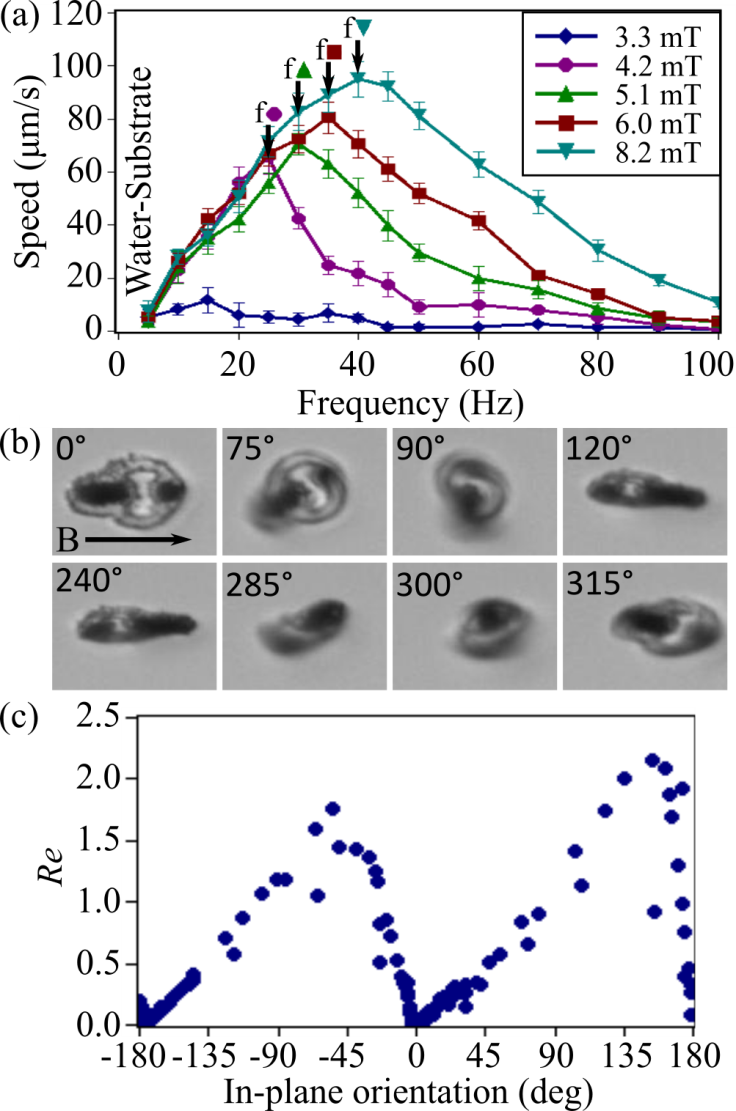 (a)
120
100
80
60
40
20
0
Speed (µm/s)
Water-Substrate
f
f
f
f
3.3 mT
4.2 mT
5.1 mT
6.0 mT
8.2 mT
0 20 40 60 80 100
Frequency (Hz)
(b)
0° 75° 90° 120°
B
240° 285° 300° 315°
(c)
2.5
2.0
1.5
1.0
0.5
0.0
Re
-180 -135 -90 -45 0 45 90 135 180
In-plane orientation (deg)